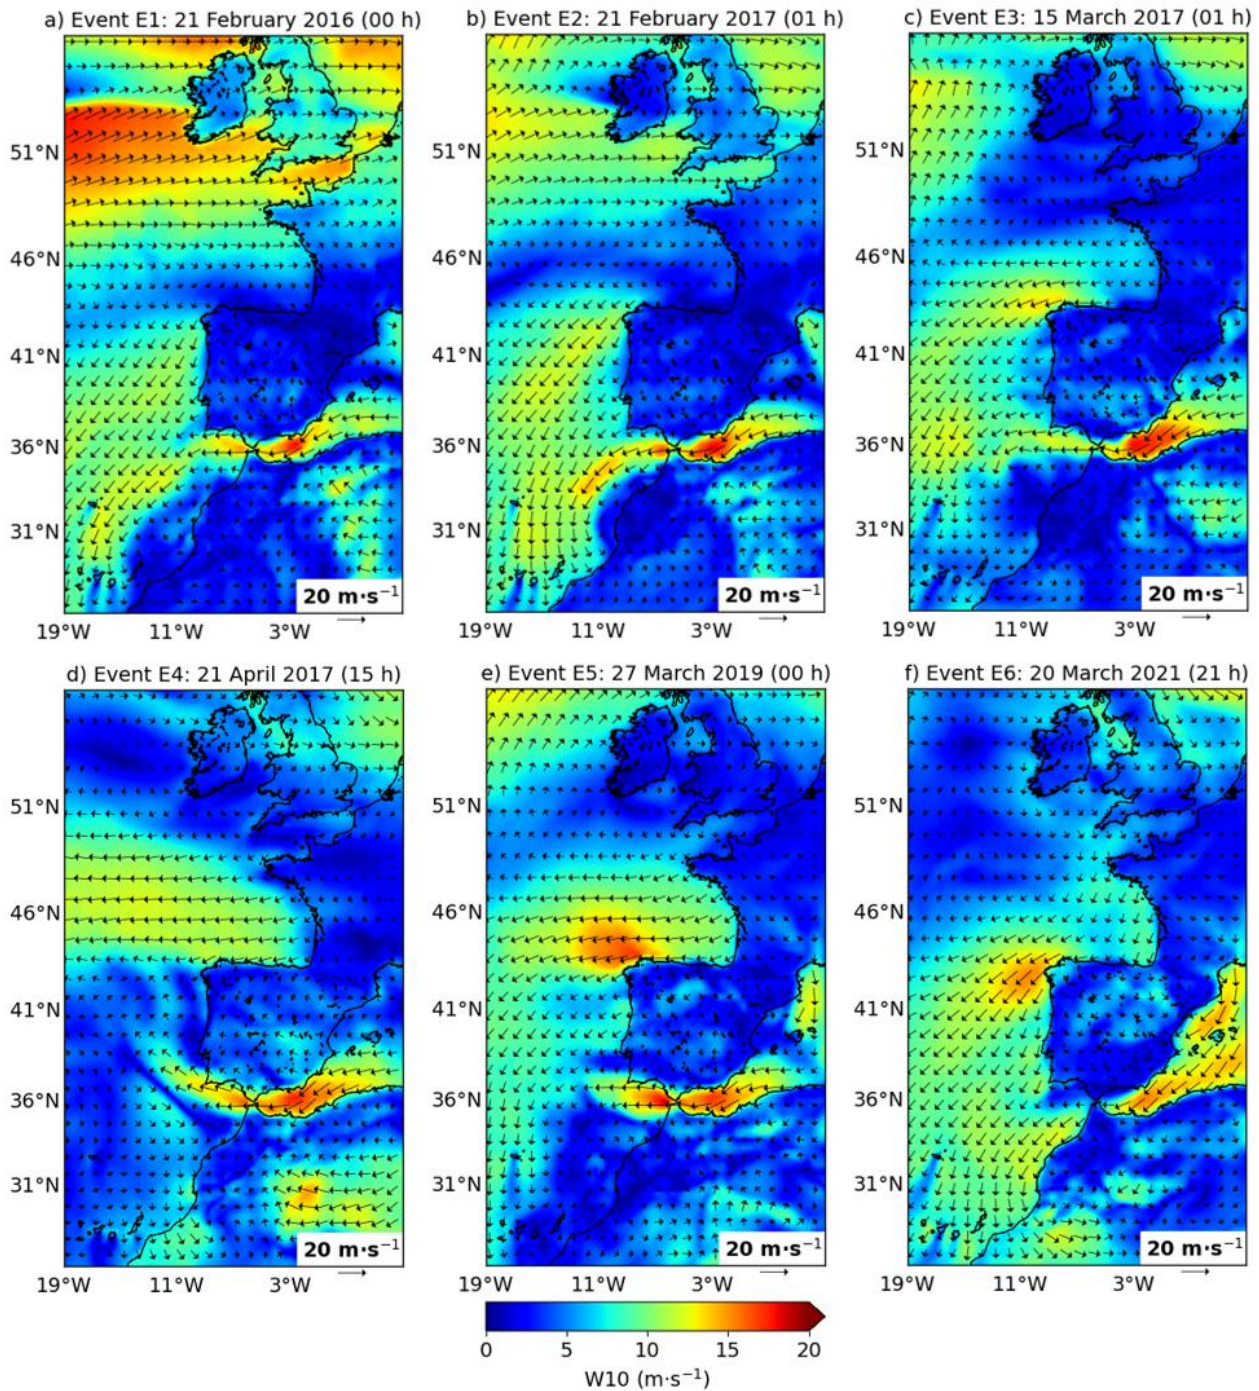 a) Event E1: 21 February 2016 (00 h)
b) Event E2: 21 February 2017 (01 h)
c) Event E3: 15 March 2017 (01 h)
51°N
46°N
41°N
36°N
31°N
20 m·s⁻¹
19°W 11°W 3°W
51°N
46°N
41°N
36°N
31°N
20 m·s⁻¹
19°W 11°W 3°W
51°N
46°N
41°N
36°N
31°N
20 m·s⁻¹
19°W 11°W 3°W
d) Event E4: 21 April 2017 (15 h)
e) Event E5: 27 March 2019 (00 h)
f) Event E6: 20 March 2021 (21 h)
51°N
46°N
41°N
36°N
31°N
20 m·s⁻¹
19°W 11°W 3°W
51°N
46°N
41°N
36°N
31°N
20 m·s⁻¹
19°W 11°W 3°W
51°N
46°N
41°N
36°N
31°N
20 m·s⁻¹
19°W 11°W 3°W
0 5 10 15 20
W10 (m·s⁻¹)